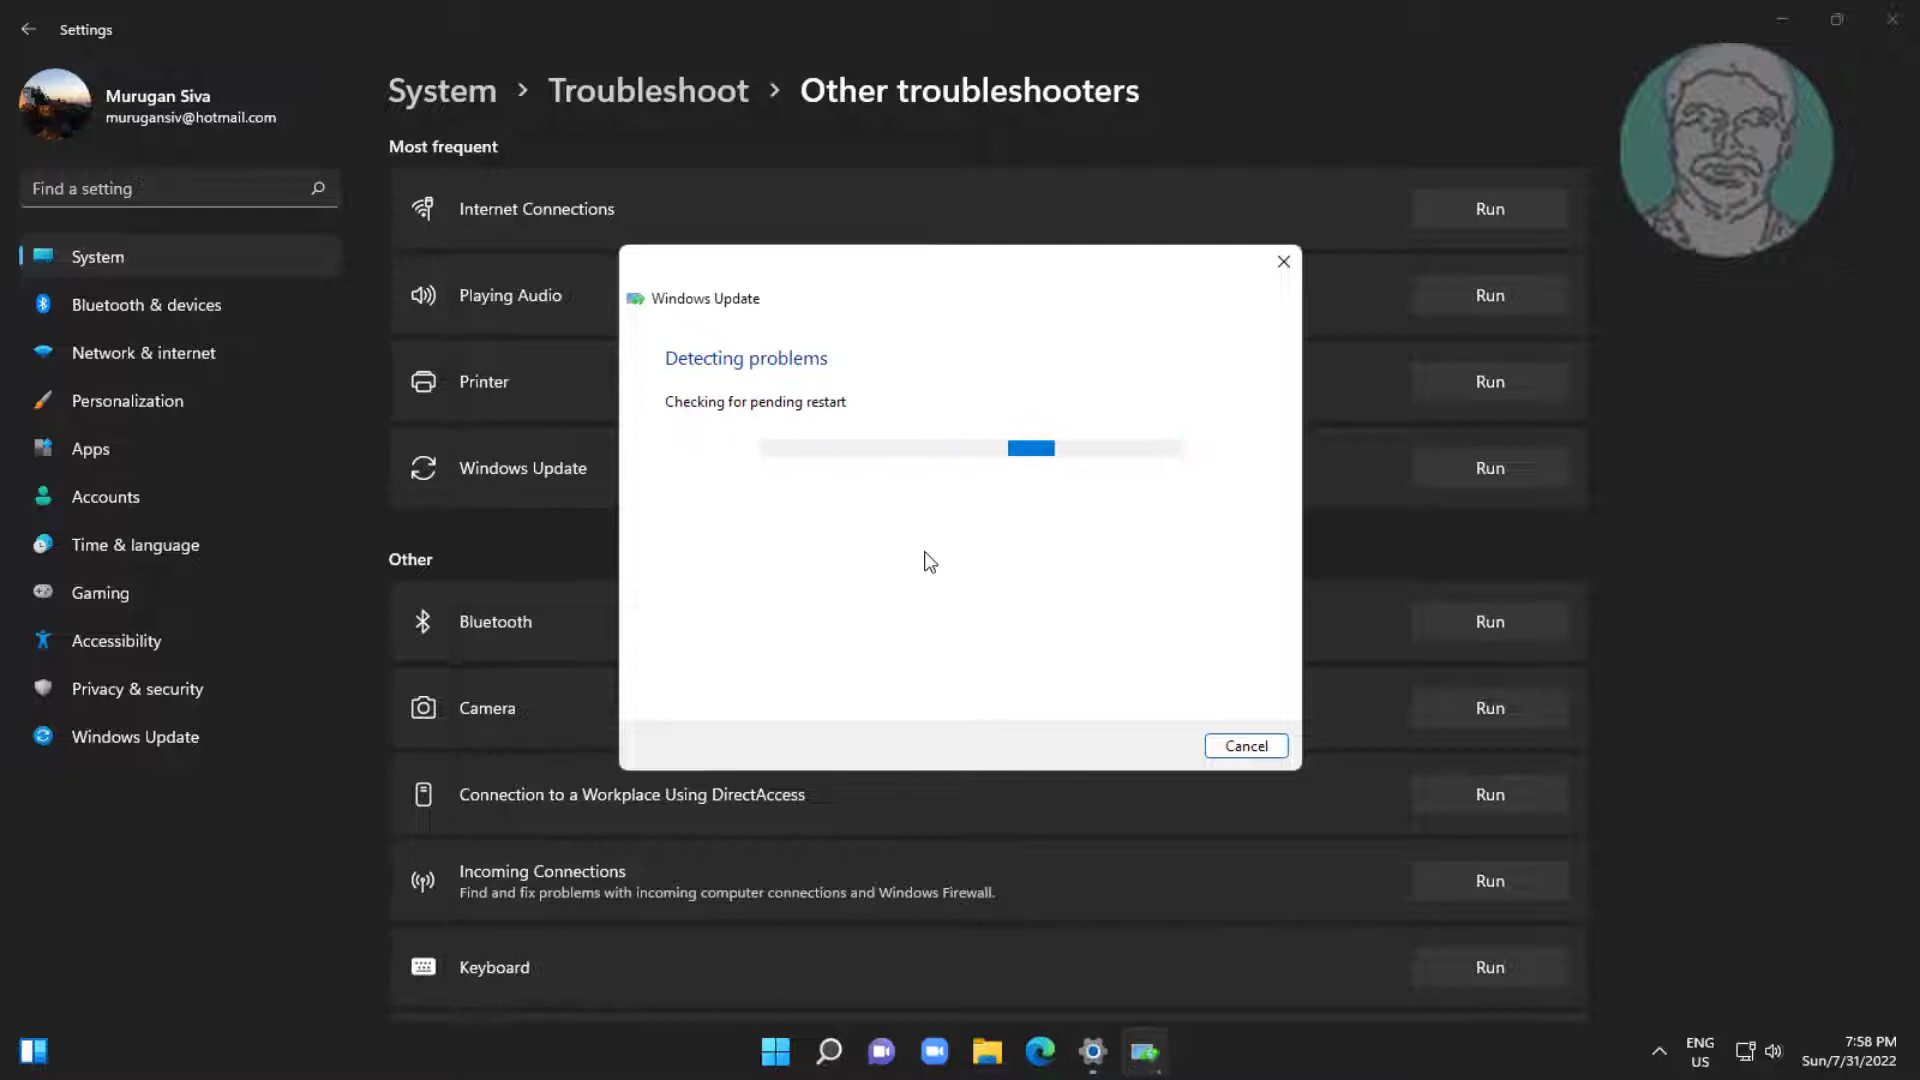 Settings
Murugan Siva
murugansiv@hotmail.com
Find a setting
System
Bluetooth & devices
Network & internet
Personalization
Apps
Accounts
Time & language
Gaming
Accessibility
Privacy & security
Windows Update
System > Troubleshoot > Other troubleshooters
Most frequent
Internet Connections Run
Playing Audio Run
Printer Run
Windows Update Run
Other
Bluetooth Run
Camera Run
Connection to a Workplace Using DirectAccess Run
Incoming Connections Run
Find and fix problems with incoming computer connections and Windows Firewall.
Keyboard Run
Windows Update
Detecting problems
Checking for pending restart
Cancel
ENG
US
7:58 PM
Sun/7/31/2022